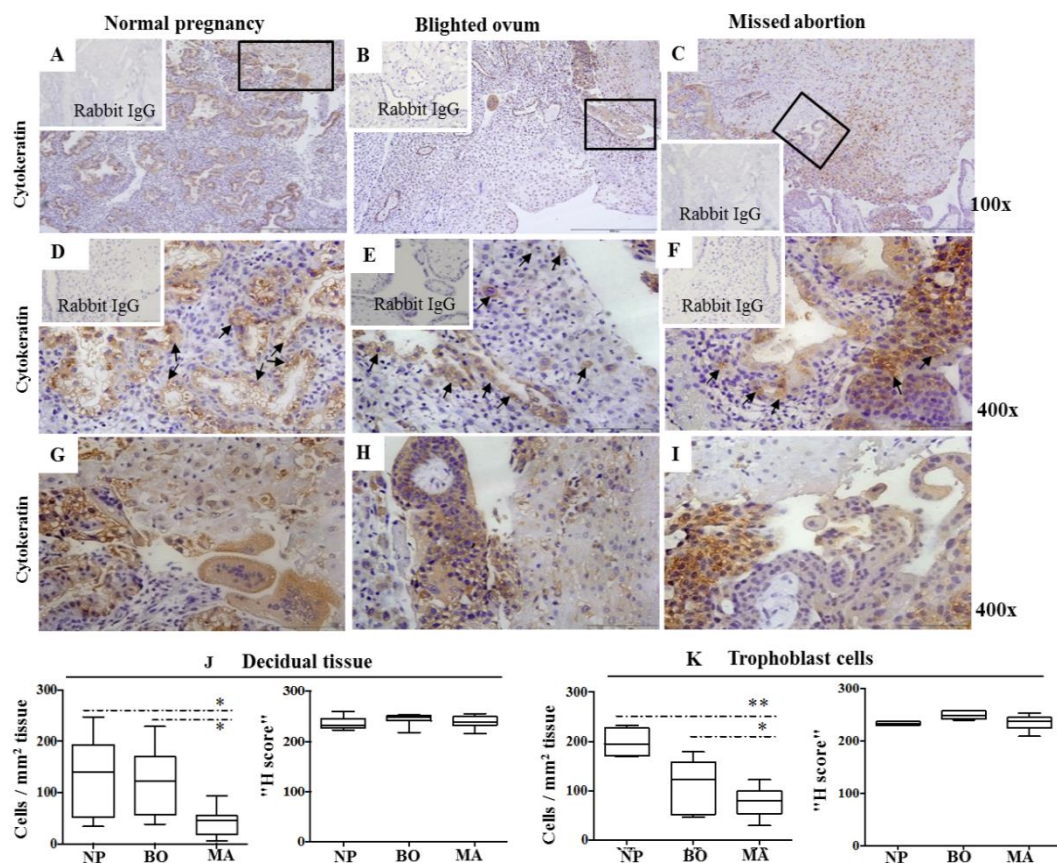 Normal pregnancy
Blighted ovum
Missed abortion
Cytokeratin
A
Rabbit IgG
B
Rabbit IgG
C
Rabbit IgG
100x
Cytokeratin
D
Rabbit IgG
E
Rabbit IgG
F
Rabbit IgG
400x
Cytokeratin
G
H
I
400x
J Decidual tissue
K Trophoblast cells
Cells / mm² tissue
300
200
100
0
*
*
NP BO MA
"H score"
300
200
100
0
NP BO MA
Cells / mm² tissue
300
200
100
0
**
*
NP BO MA
"H score"
300
200
100
0
NP BO MA